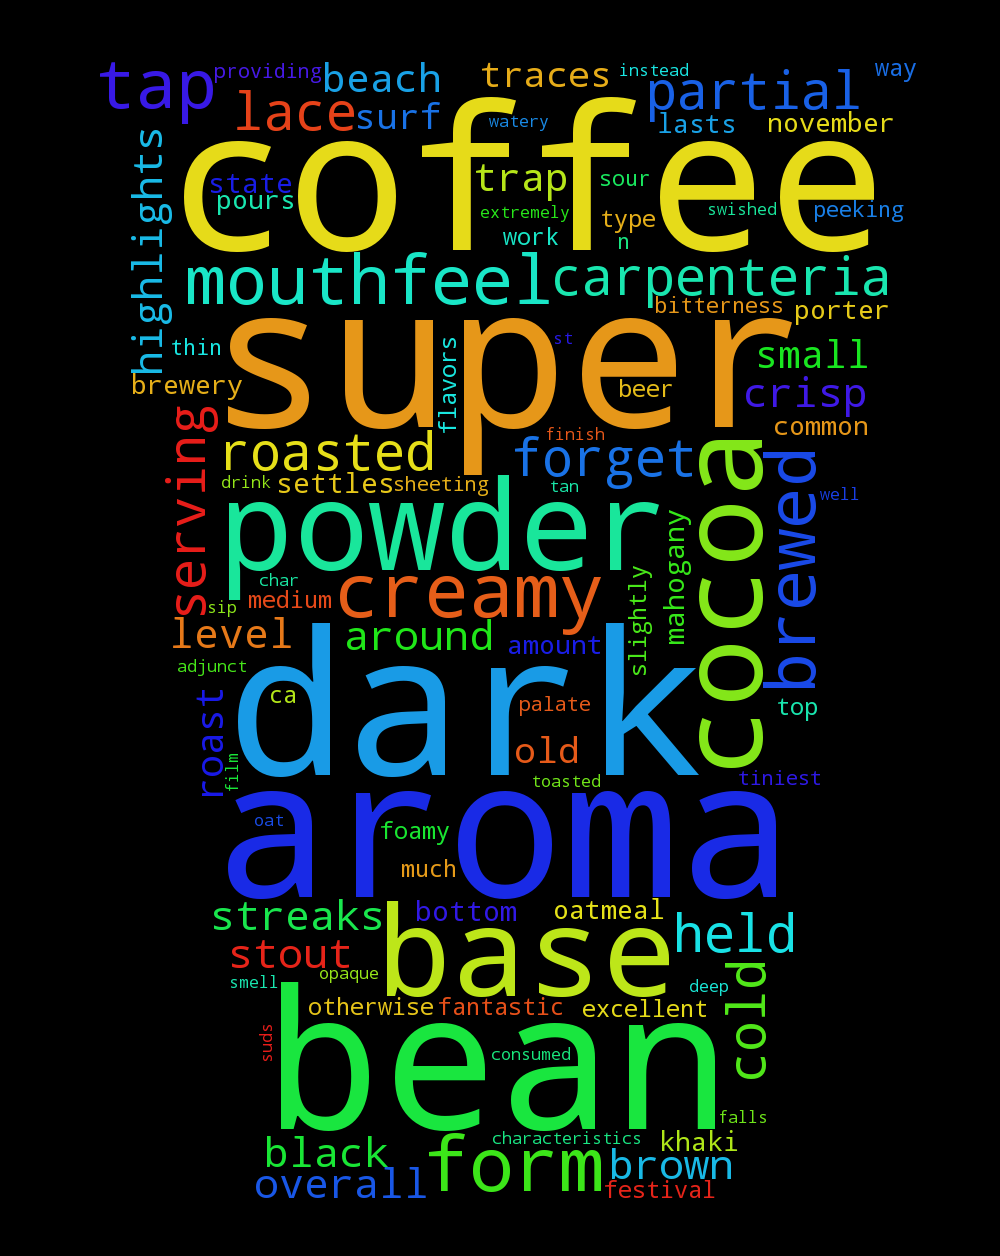 tap
providing
beach
traces
instead
way
lace
surf
partial
watery
lasts
november
coffee
highlights
state
pours
trap
sour
extremely
type
swished
peeking
work
n
mouthfeel
carpenteria
bitterness
porter
super
thin
st
small
brewery
flavors
beer
crisp
serving
roasted
finish
forget
common
cocoa
brewed
drink
settles
sheeting
tan
well
powder
mahogany
char
creamy
medium
sip
slightly
level
around
amount
dark
adjunct
ca
palate
top
roast
old
film
toasted
tiniest
aroma
oat
foamy
much
streaks
bottom
oatmeal
base
held
stout
smell
opaque
deep
cold
otherwise
fantastic
excellent
bean
suds
consumed
falls
black
characteristics
khaki
form
brown
overall
festival